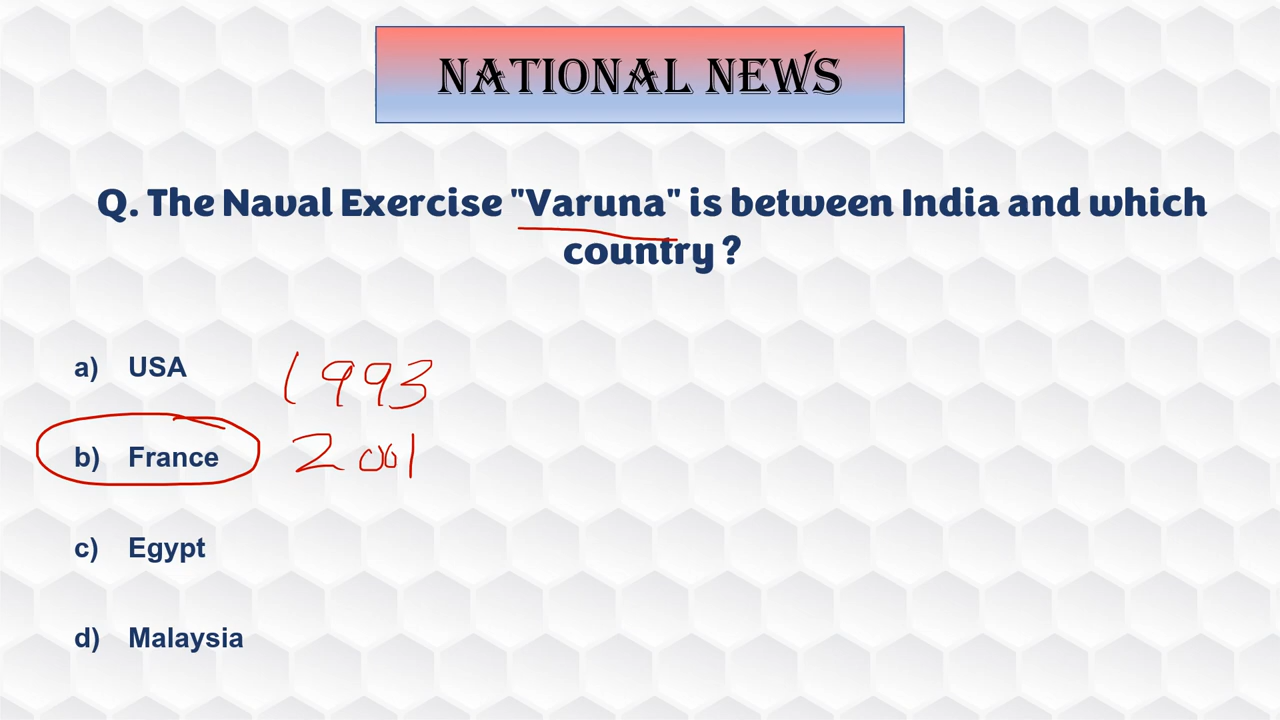 NATIONAL NEWS
Q. The Naval Exercise "Varuna" is between India and which
country ?
a) USA
1993
b) France
2001
c) Egypt
d) Malaysia